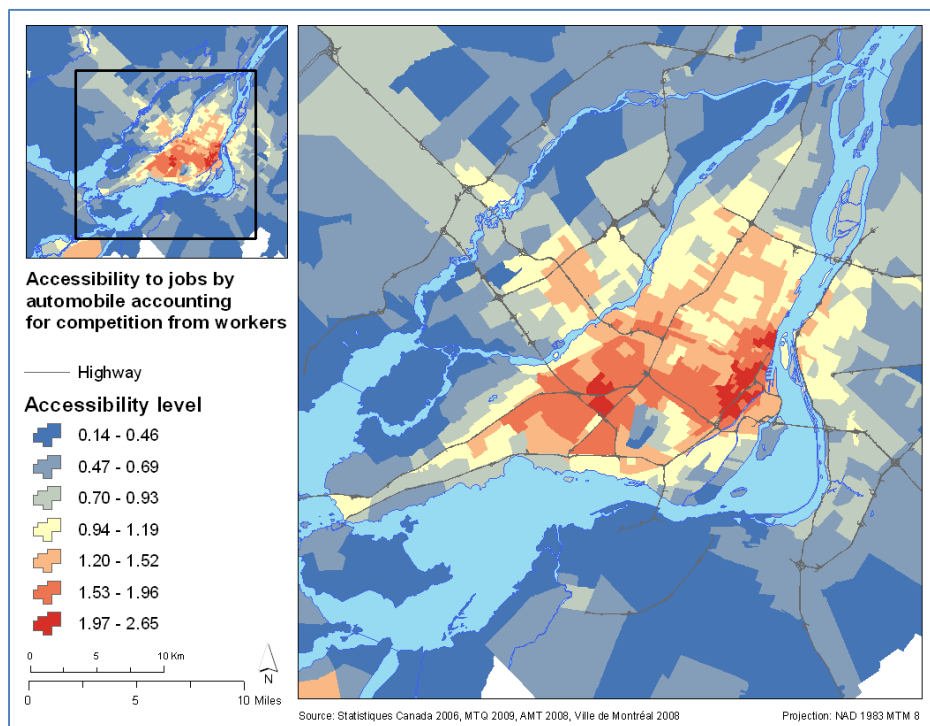 Accessibility to jobs by
automobile accounting
for competition from workers
Highway
Accessibility level
0.14 - 0.46
0.47 - 0.69
0.70 - 0.93
0.94 - 1.19
1.20 - 1.52
1.53 - 1.96
1.97 - 2.65
0 5 10 Km
N
0 5 10 Miles
Source: Statistiques Canada 2006, MTQ 2009, AMT 2008, Ville de Montréal 2008
Projection: NAD 1983 MTM 8